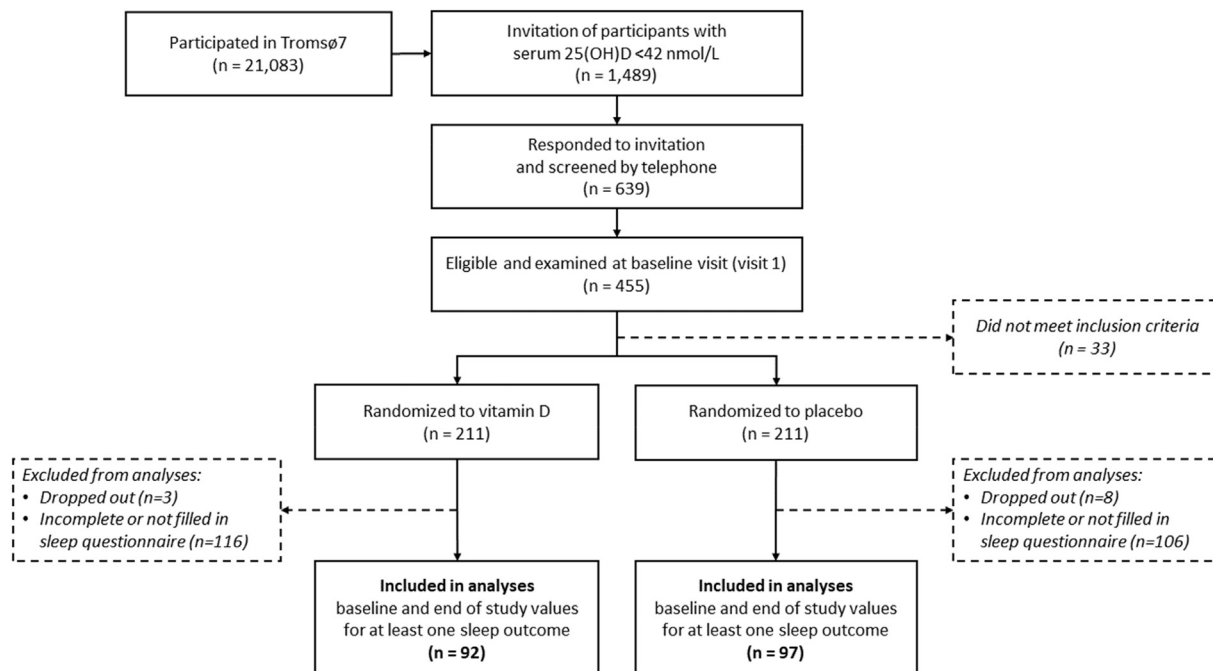 Participated in Tromsø7
(n = 21,083)
Invitation of participants with
serum 25(OH)D <42 nmol/L
(n = 1,489)
Responded to invitation
and screened by telephone
(n = 639)
Eligible and examined at baseline visit (visit 1)
(n = 455)
Did not meet inclusion criteria
(n = 33)
Randomized to vitamin D
(n = 211)
Randomized to placebo
(n = 211)
Excluded from analyses:
• Dropped out (n=3)
• Incomplete or not filled in
sleep questionnaire (n=116)
Excluded from analyses:
• Dropped out (n=8)
• Incomplete or not filled in
sleep questionnaire (n=106)
Included in analyses
baseline and end of study values
for at least one sleep outcome
(n = 92)
Included in analyses
baseline and end of study values
for at least one sleep outcome
(n = 97)